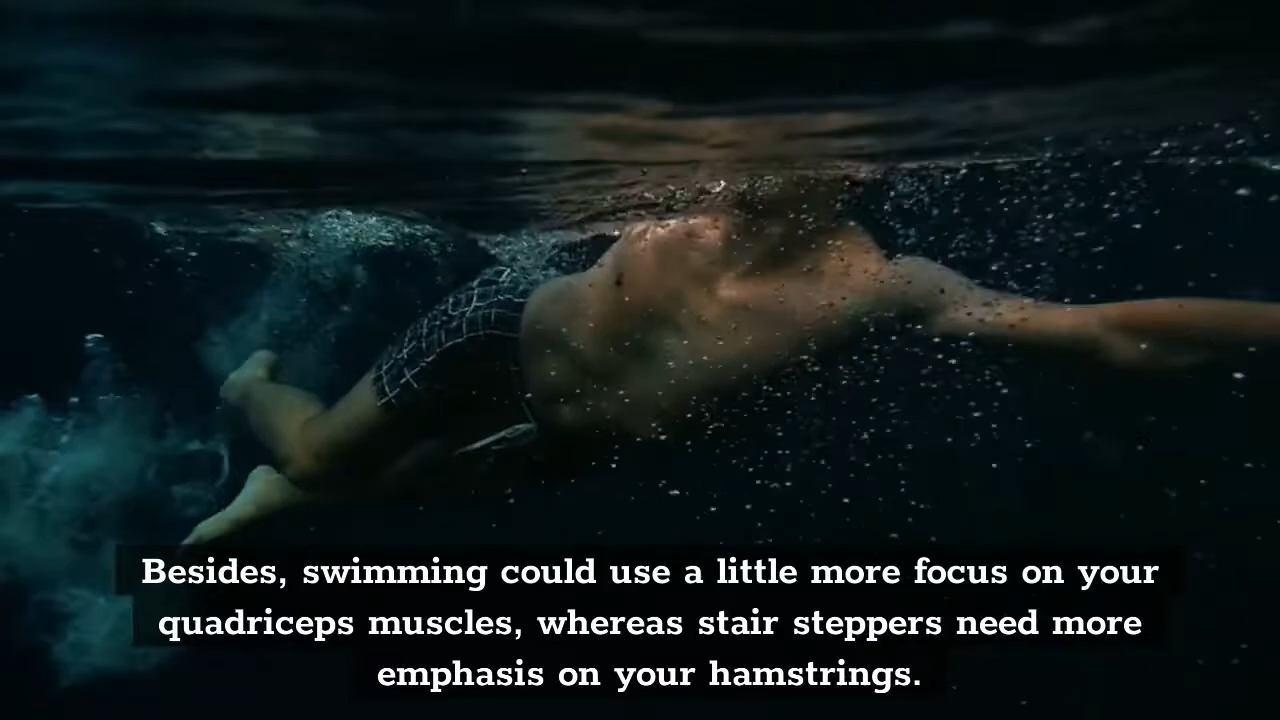 Besides, swimming could use a little more focus on your
quadriceps muscles, whereas stair steppers need more
emphasis on your hamstrings.